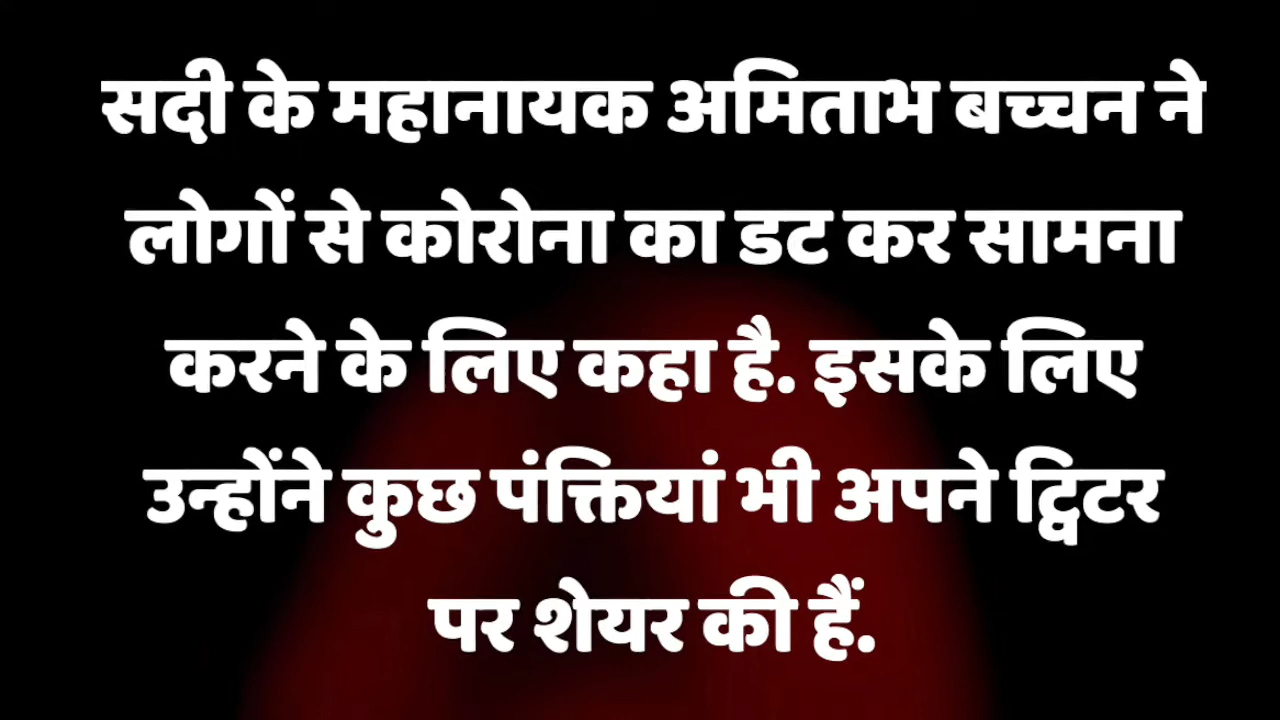 सदी के महानायक अमिताभ बच्चन ने
लोगों से कोरोना का डट कर सामना
करने के लिए कहा है. इसके लिए
उन्होंने कुछ पंक्तियां भी अपने ट्विटर
पर शेयर की हैं.